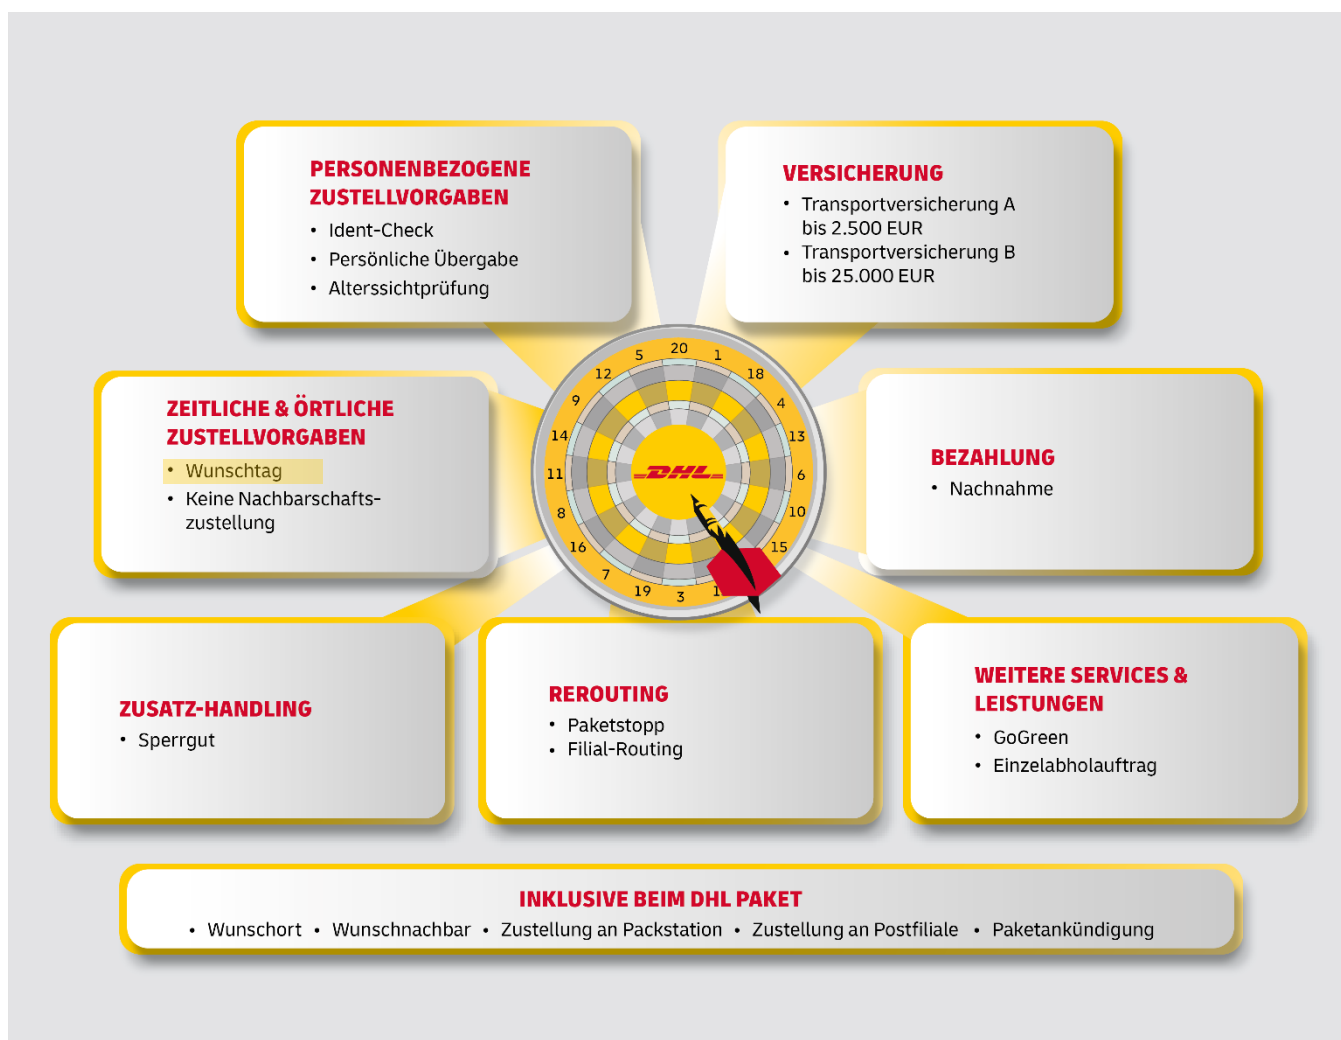 PERSONENBEZOGENE
ZUSTELLVORGABEN
• Ident-Check
• Persönliche Übergabe
• Alterssichtprüfung
VERSICHERUNG
• Transportversicherung A
bis 2.500 EUR
• Transportversicherung B
bis 25.000 EUR
ZEITLICHE & ÖRTLICHE
ZUSTELLVORGABEN
• Wunschtag
• Keine Nachbarschafts-
zustellung
20
1
18
4
13
6
10
15
3
19
7
16
8
11
14
9
12
5
DHL
BEZAHLUNG
• Nachnahme
ZUSATZ-HANDLING
• Sperrgut
REROUTING
• Paketstopp
• Filial-Routing
WEITERE SERVICES &
LEISTUNGEN
• GoGreen
• Einzelabholauftrag
INKLUSIVE BEIM DHL PAKET
• Wunschort • Wunschnachbar • Zustellung an Packstation • Zustellung an Postfiliale • Paketankündigung